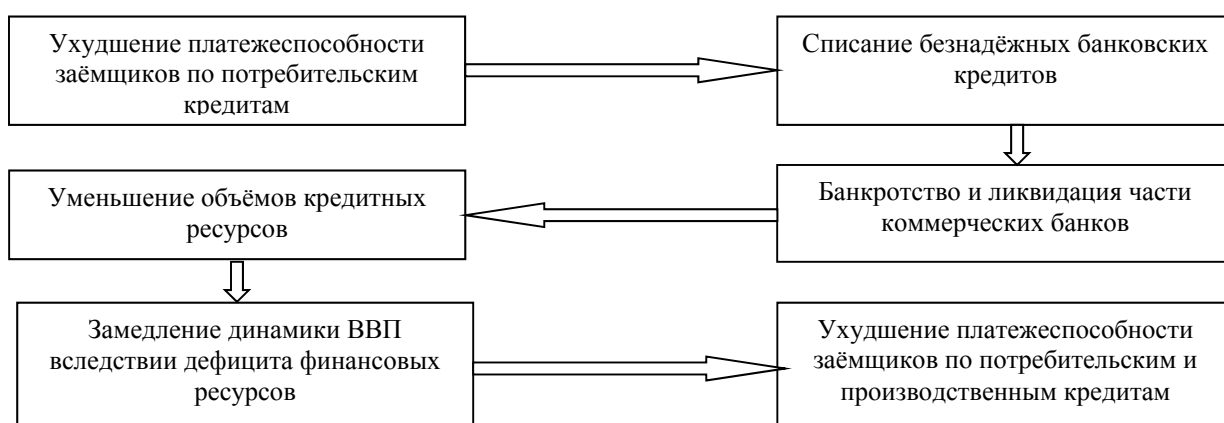 Ухудшение платежеспособности
заёмщиков по потребительским
кредитам
Списание безнадёжных банковских
кредитов
Банкротство и ликвидация части
коммерческих банков
Уменьшение объёмов кредитных
ресурсов
Замедление динамики ВВП
вследствии дефицита финансовых
ресурсов
Ухудшение платежеспособности
заёмщиков по потребительским и
производственным кредитам